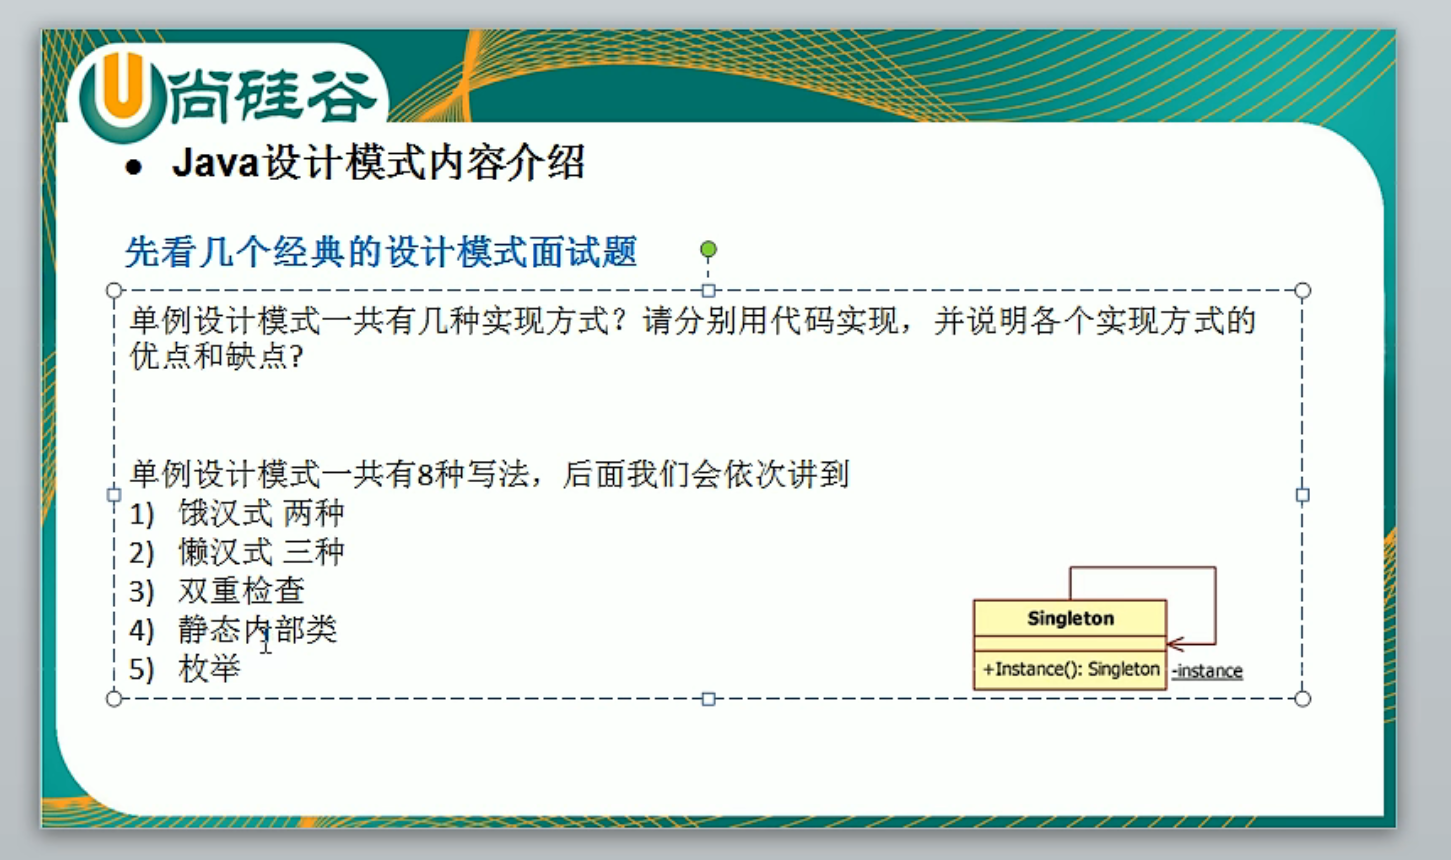 尚硅谷
● Java设计模式内容介绍
先看几个经典的设计模式面试题
单例设计模式一共有几种实现方式？请分别用代码实现，并说明各个实现方式的
优点和缺点?
单例设计模式一共有8种写法，后面我们会依次讲到
1) 饿汉式 两种
2) 懒汉式 三种
3) 双重检查
4) 静态内部类
5) 枚举
Singleton
+Instance(): Singleton
-instance